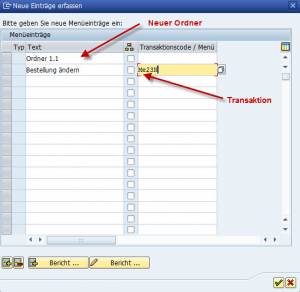 Neue Einträge erfassen
Bitte geben Sie neue Menüeinträge ein:
Neuer Ordner
Menüeinträge
Typ Text Transaktionscode / Menü
Ordner 1.1
Bestellung ändern
Transaktion
Bericht ... Bericht ...